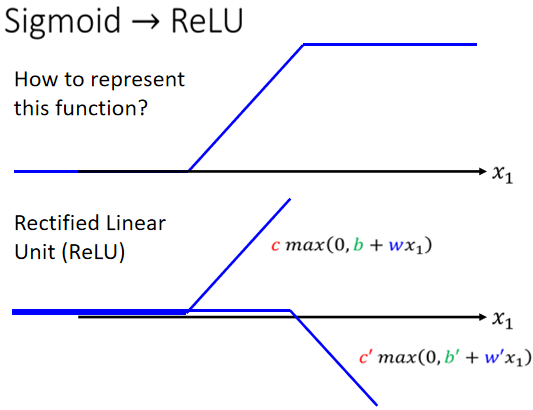 Sigmoid → ReLU
How to represent
this function?
x₁
Rectified Linear
Unit (ReLU)
c max(0, b + wx₁)
x₁
c′ max(0, b′ + w′x₁)